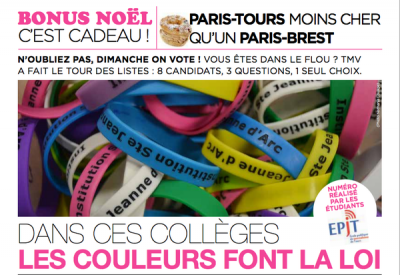 BONUS NOËL
C'EST CADEAU !
PARIS-TOURS MOINS CHER
QU'UN PARIS-BREST
N'OUBLIEZ PAS, DIMANCHE ON VOTE ! VOUS ÊTES DANS LE FLOU ? TMV
A FAIT LE TOUR DES LISTES : 8 CANDIDATS, 3 QUESTIONS, 1 SEUL CHOIX.
Institution Ste Jeanne d'Arc
Jeanne d'Arc
NUMÉRO
RÉALISÉ
PAR LES
ÉTUDIANTS
EPJT
DANS CES COLLÈGES
LES COULEURS FONT LA LOI